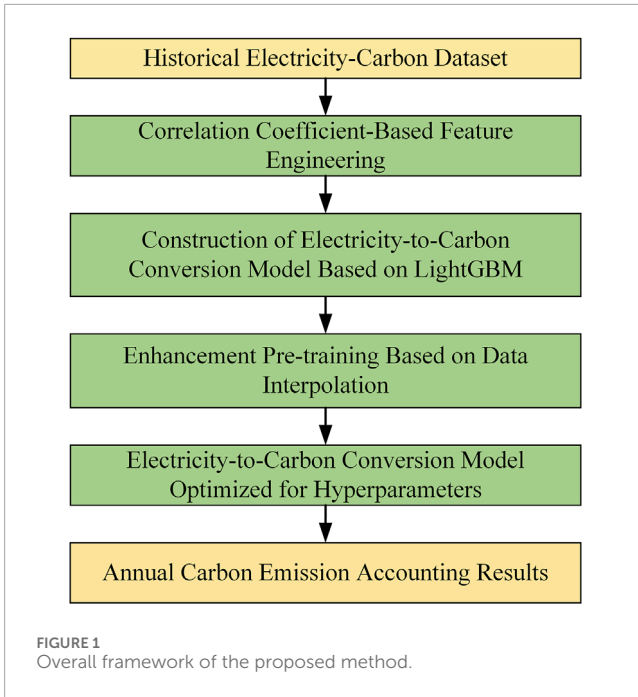 Historical Electricity-Carbon Dataset
Correlation Coefficient-Based Feature
Engineering
Construction of Electricity-to-Carbon
Conversion Model Based on LightGBM
Enhancement Pre-training Based on Data
Interpolation
Electricity-to-Carbon Conversion Model
Optimized for Hyperparameters
Annual Carbon Emission Accounting Results
FIGURE 1
Overall framework of the proposed method.